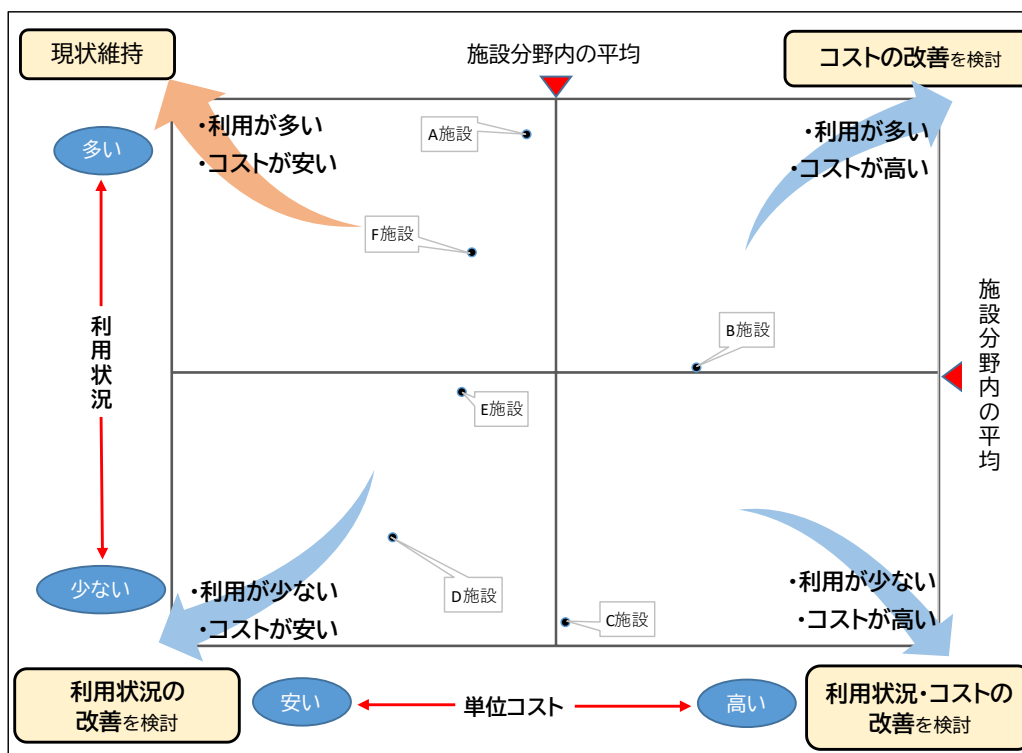 現状維持
施設分野内の平均
コストの改善を検討
多い
・利用が多い
・コストが安い
A施設
・利用が多い
・コストが高い
F施設
B施設
利用状況
施設分野内の平均
E施設
少ない
・利用が少ない
・コストが安い
D施設
C施設
・利用が少ない
・コストが高い
利用状況の
改善を検討
安い
単位コスト
高い
利用状況・コストの
改善を検討